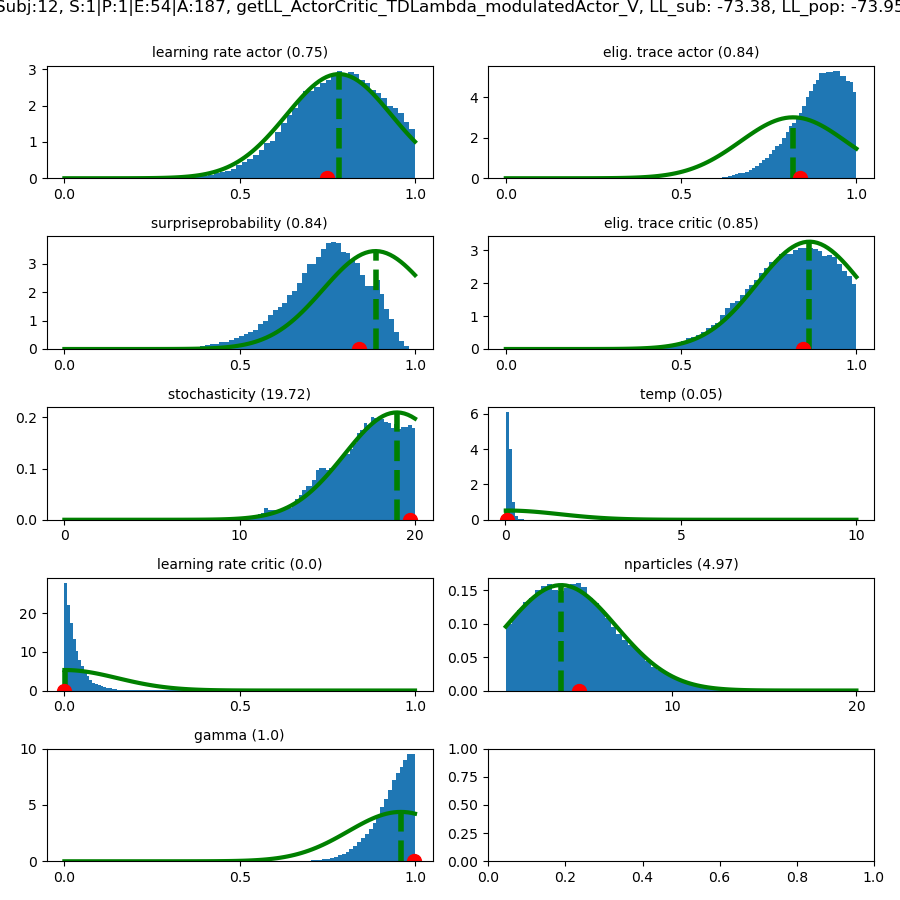 Subj:12, S:1|P:1|E:54|A:187, getLL_ActorCritic_TDLambda_modulatedActor_V, LL_sub: -73.38, LL_pop: -73.95
learning rate actor (0.75)
3
2
1
0
0.0 0.5 1.0
elig. trace actor (0.84)
4
2
0
0.0 0.5 1.0
surpriseprobability (0.84)
3
2
1
0
0.0 0.5 1.0
elig. trace critic (0.85)
3
2
1
0
0.0 0.5 1.0
stochasticity (19.72)
0.2
0.1
0.0
0 10 20
temp (0.05)
6
4
2
0
0 5 10
learning rate critic (0.0)
20
10
0
0.0 0.5 1.0
nparticles (4.97)
0.15
0.10
0.05
0.00
10 20
gamma (1.0)
10
5
0
0.0 0.5 1.0
1.00
0.75
0.50
0.25
0.00
0.0 0.2 0.4 0.6 0.8 1.0